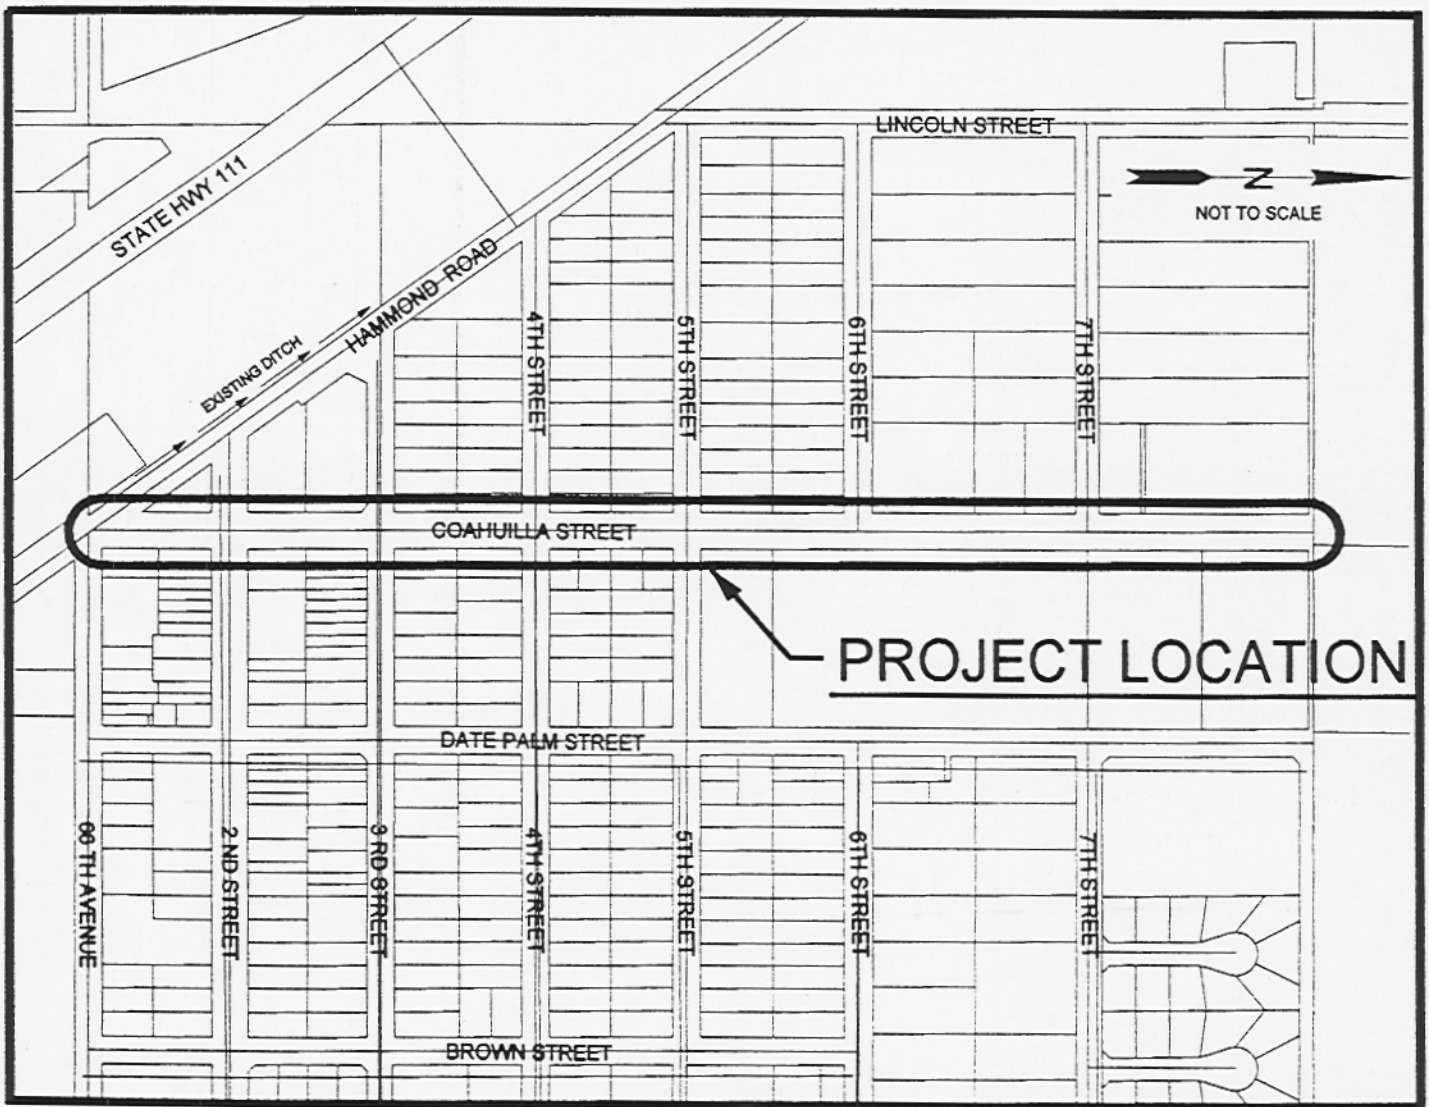 LINCOLN STREET
N
NOT TO SCALE
STATE HWY 111
HAMMOND ROAD
EXISTING DITCH
4TH STREET
5TH STREET
6TH STREET
7TH STREET
COAHUILLA STREET
PROJECT LOCATION
DATE PALM STREET
66 TH AVENUE
2 ND STREET
3 RD STREET
4TH STREET
5TH STREET
6TH STREET
7TH STREET
BROWN STREET